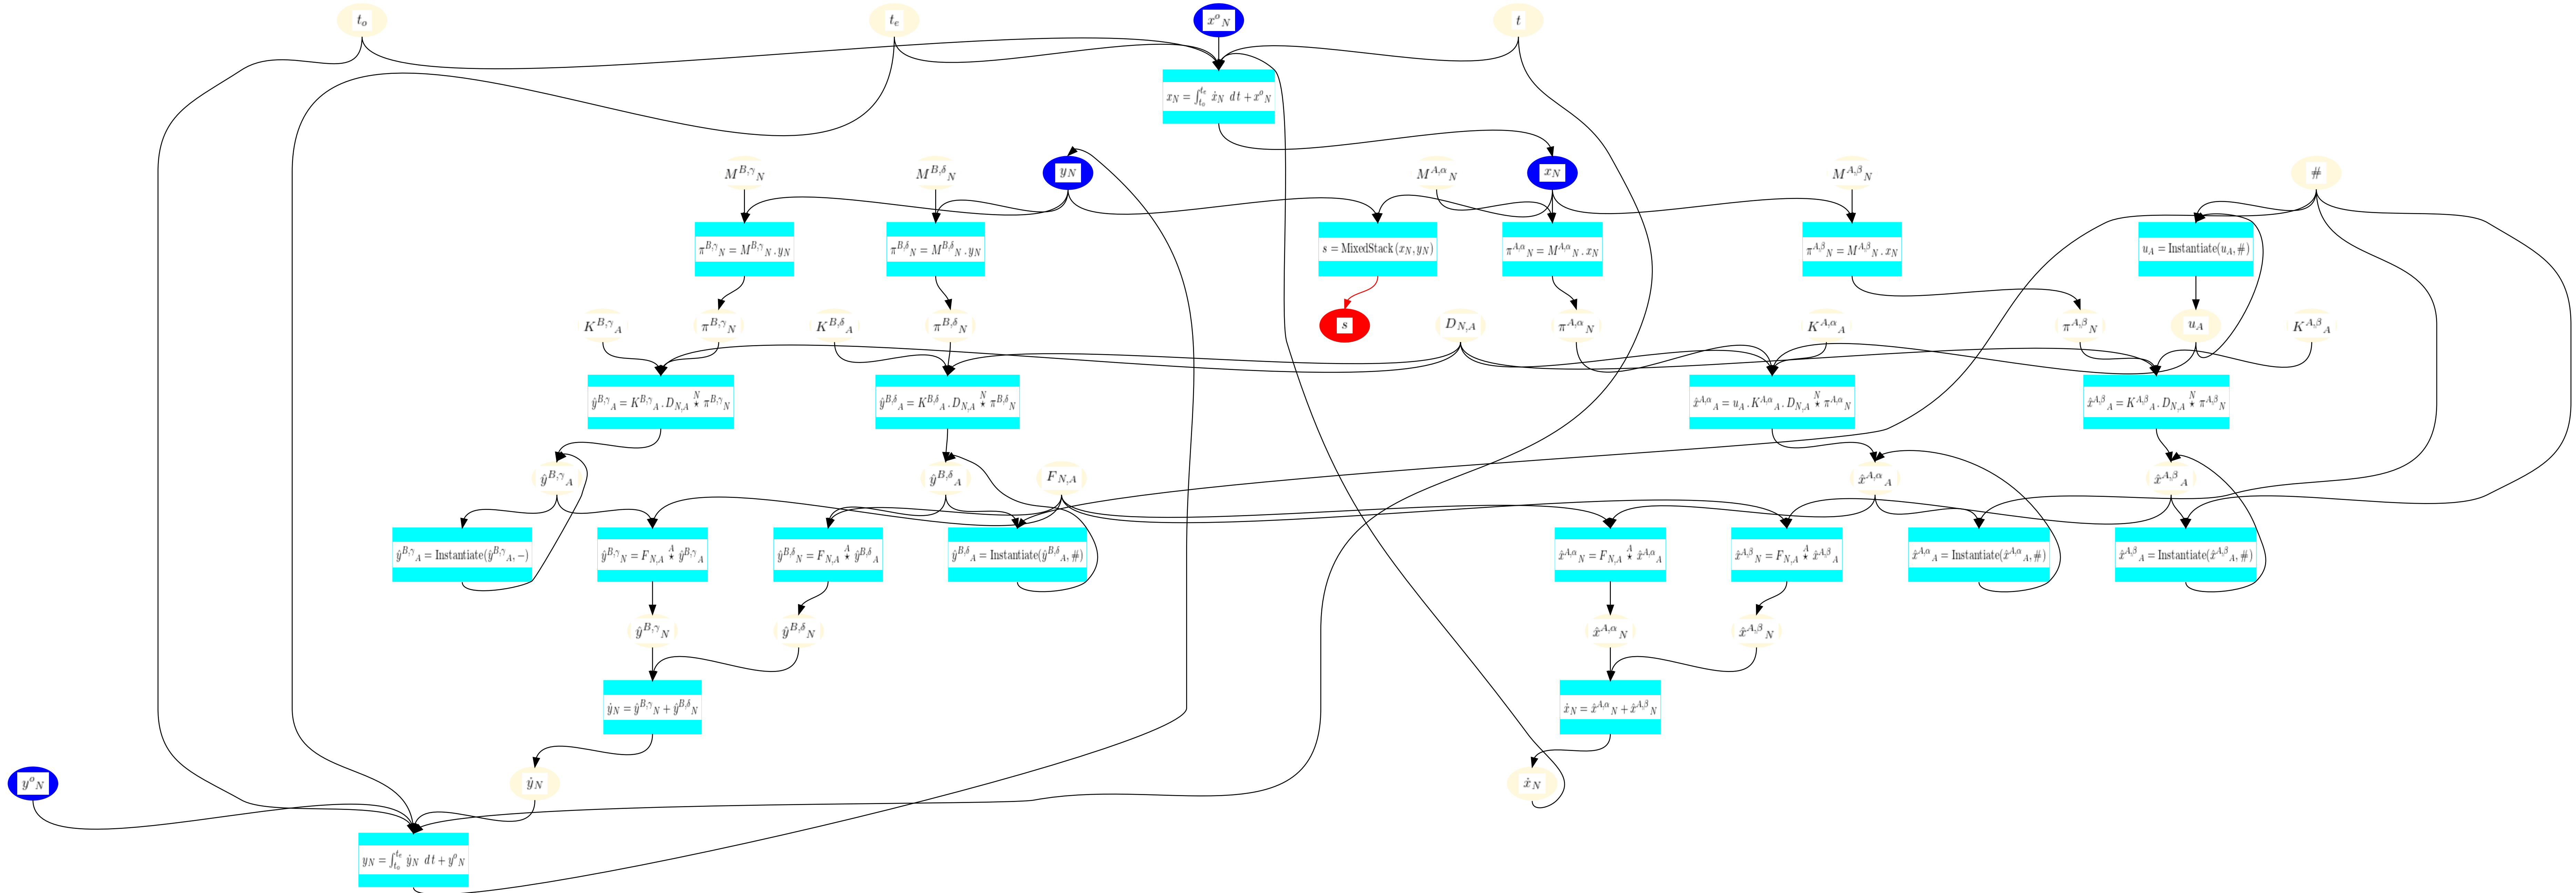 t_o t_e x^o_N t
x_N = ∫_{t_o}^{t_e} ẋ_N dt + x^o_N
M^{B,γ}_N M^{B,δ}_N y_N M^{A,α}_N x_N M^{A,β}_N #
π^{B,γ}_N = M^{B,γ}_N . y_N
π^{B,δ}_N = M^{B,δ}_N . y_N
s = MixedStack(x_N, y_N)
π^{A,α}_N = M^{A,α}_N . x_N
π^{A,β}_N = M^{A,β}_N . x_N
u_A = Instantiate(u_A, #)
K^{B,γ}_A π^{B,γ}_N K^{B,δ}_A π^{B,δ}_N s D_{N,A} π^{A,α}_N K^{A,α}_A π^{A,β}_N u_A K^{A,β}_A
ŷ^{B,γ}_A = K^{B,γ}_A . D_{N,A} ⋆^N π^{B,γ}_N
ŷ^{B,δ}_A = K^{B,δ}_A . D_{N,A} ⋆^N π^{B,δ}_N
x̂^{A,α}_A = u_A . K^{A,α}_A . D_{N,A} ⋆^N π^{A,α}_N
x̂^{A,β}_A = K^{A,β}_A . D_{N,A} ⋆^N π^{A,β}_N
ŷ^{B,γ}_A ŷ^{B,δ}_A F_{N,A} x̂^{A,α}_A x̂^{A,β}_A
ŷ^{B,γ}_A = Instantiate(ŷ^{B,γ}_A, −)
ŷ^{B,γ}_N = F_{N,A} ⋆^A ŷ^{B,γ}_A
ŷ^{B,δ}_N = F_{N,A} ⋆^A ŷ^{B,δ}_A
ŷ^{B,δ}_A = Instantiate(ŷ^{B,δ}_A, #)
x̂^{A,α}_N = F_{N,A} ⋆^A x̂^{A,α}_A
x̂^{A,β}_N = F_{N,A} ⋆^A x̂^{A,β}_A
x̂^{A,α}_A = Instantiate(x̂^{A,α}_A, #)
x̂^{A,β}_A = Instantiate(x̂^{A,β}_A, #)
ŷ^{B,γ}_N ŷ^{B,δ}_N x̂^{A,α}_N x̂^{A,β}_N
ẏ_N = ŷ^{B,γ}_N + ŷ^{B,δ}_N
ẋ_N = x̂^{A,α}_N + x̂^{A,β}_N
y^o_N ẏ_N ẋ_N
y_N = ∫_{t_o}^{t_e} ẏ_N dt + y^o_N